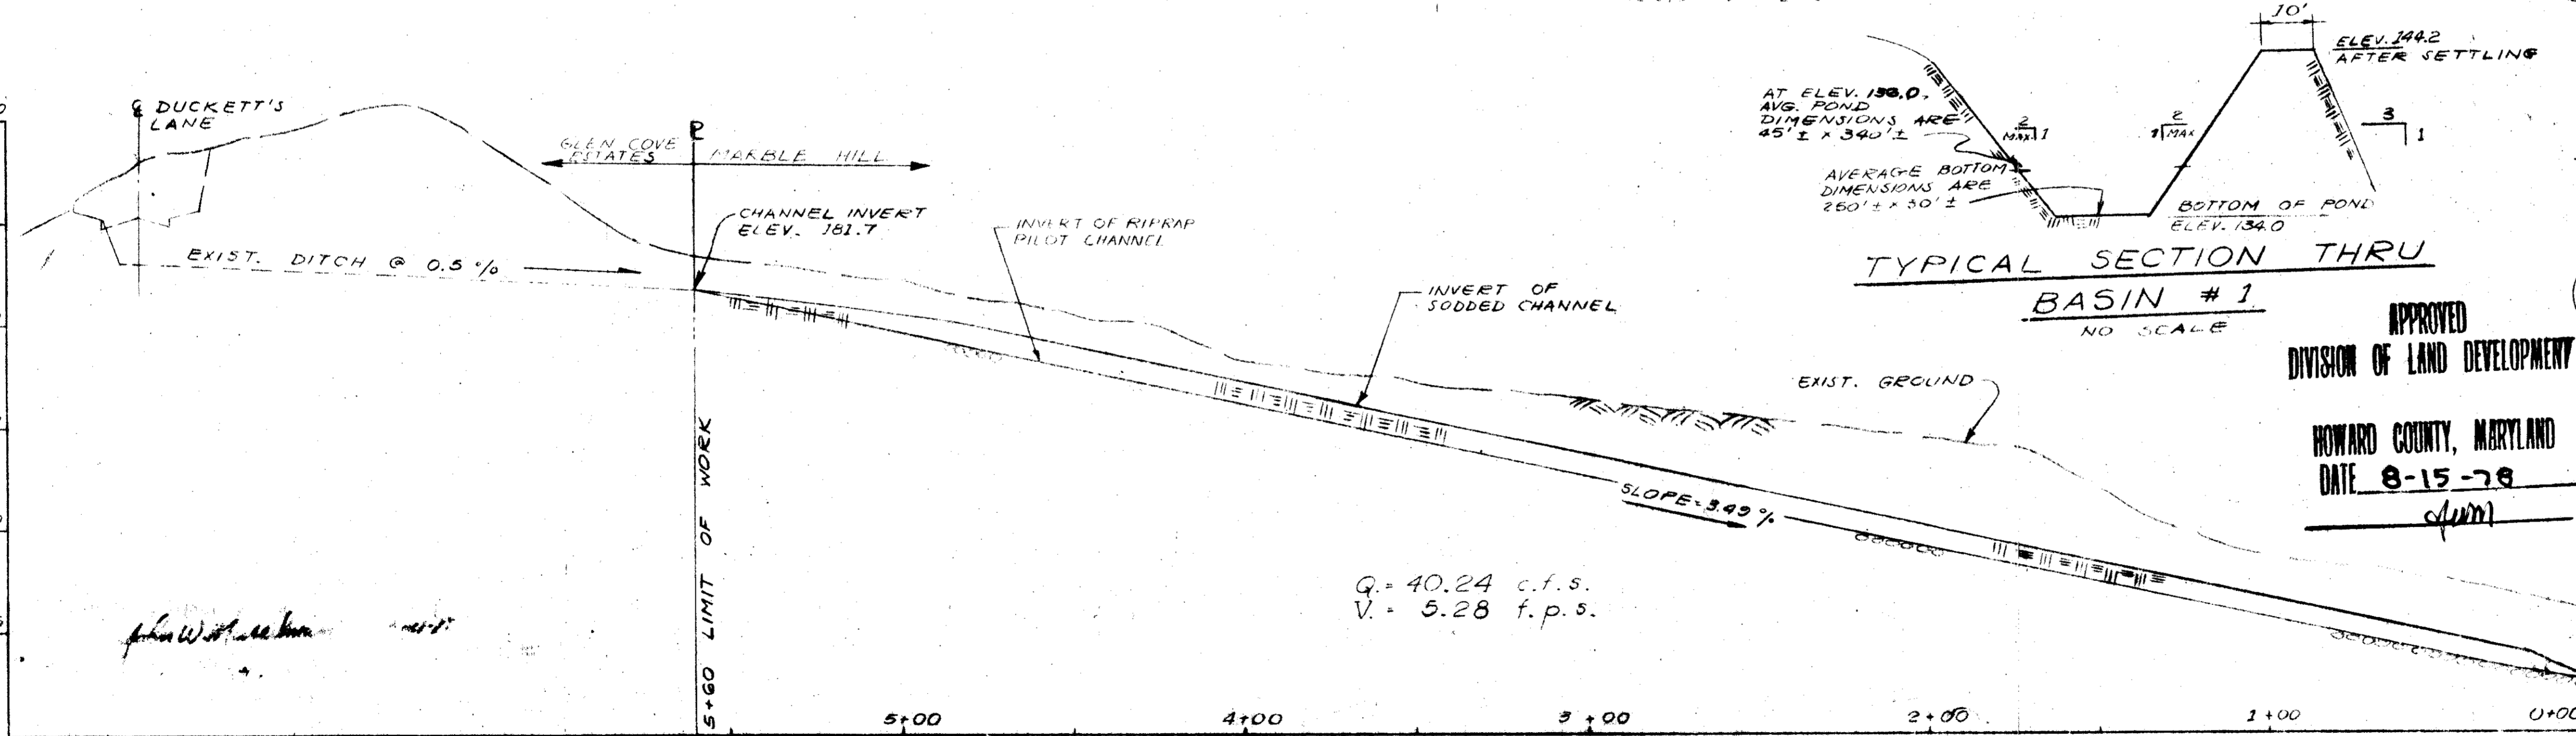 ℄ DUCKETT'S
LANE
GLEN COVE
ESTATES
MARBLE HILL
CHANNEL INVERT
ELEV. 181.7
EXIST. DITCH @ 0.5 %
INVERT OF RIPRAP
PILOT CHANNEL
INVERT OF
SODDED CHANNEL
EXIST. GROUND
SLOPE = 3.49 %
Q = 40.24 c.f.s.
V. = 5.28 f.p.s.
5+60 LIMIT OF WORK
5+00
4+00
3+00
2+00
1+00
0+00
10'
ELEV. 144.2
AFTER SETTLING
AT ELEV.
AVG. POND
DIMENSIONS ARE
45' ± x 340' ±
2
MAX 1
2
1 MAX
3
1
AVERAGE BOTTOM
DIMENSIONS ARE
260' ± x 30' ±
BOTTOM OF POND
ELEV. 134.0
TYPICAL SECTION THRU
BASIN # 1
NO SCALE
APPROVED
DIVISION OF LAND DEVELOPMENT
HOWARD COUNTY, MARYLAND
DATE 8-15-78